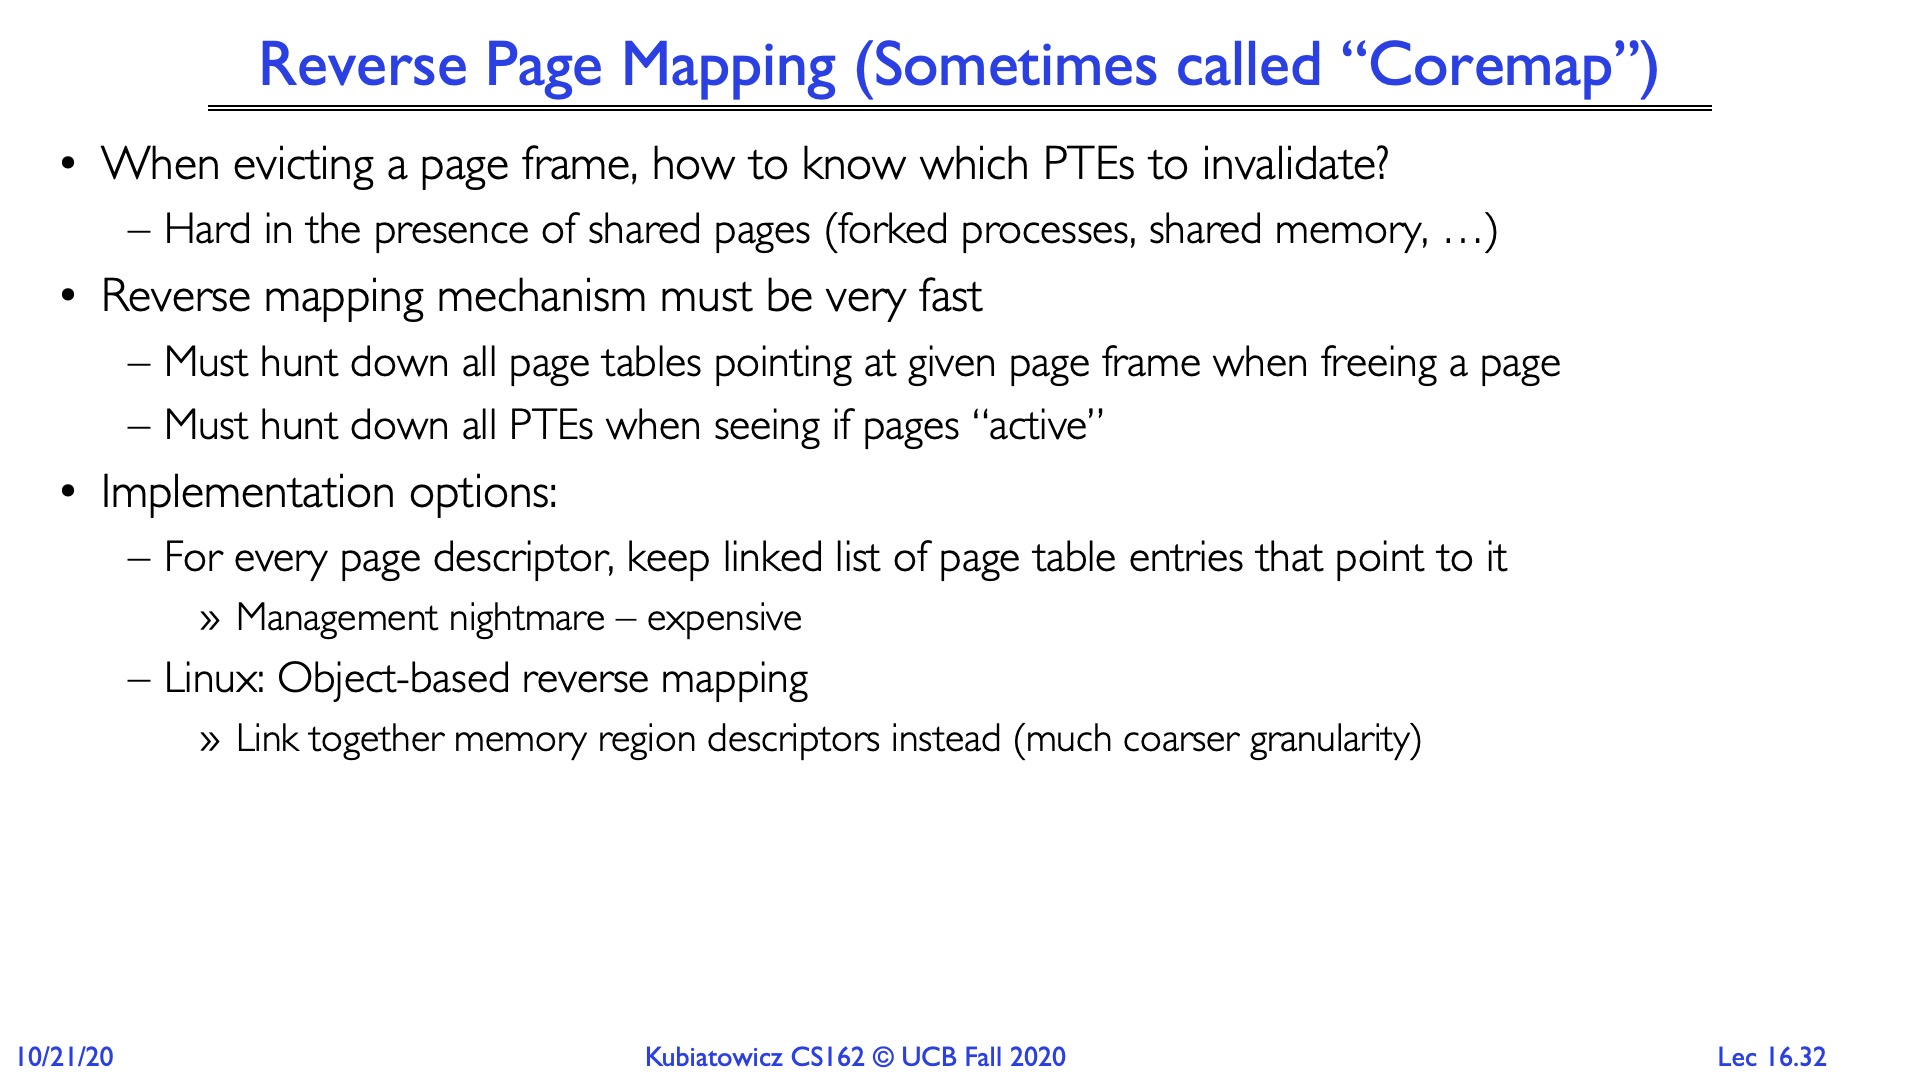 Reverse Page Mapping (Sometimes called “Coremap”)
• When evicting a page frame, how to know which PTEs to invalidate?
– Hard in the presence of shared pages (forked processes, shared memory, …)
• Reverse mapping mechanism must be very fast
– Must hunt down all page tables pointing at given page frame when freeing a page
– Must hunt down all PTEs when seeing if pages “active”
• Implementation options:
– For every page descriptor, keep linked list of page table entries that point to it
» Management nightmare – expensive
– Linux: Object-based reverse mapping
» Link together memory region descriptors instead (much coarser granularity)
10/21/20
Kubiatowicz CS162 © UCB Fall 2020
Lec 16.32